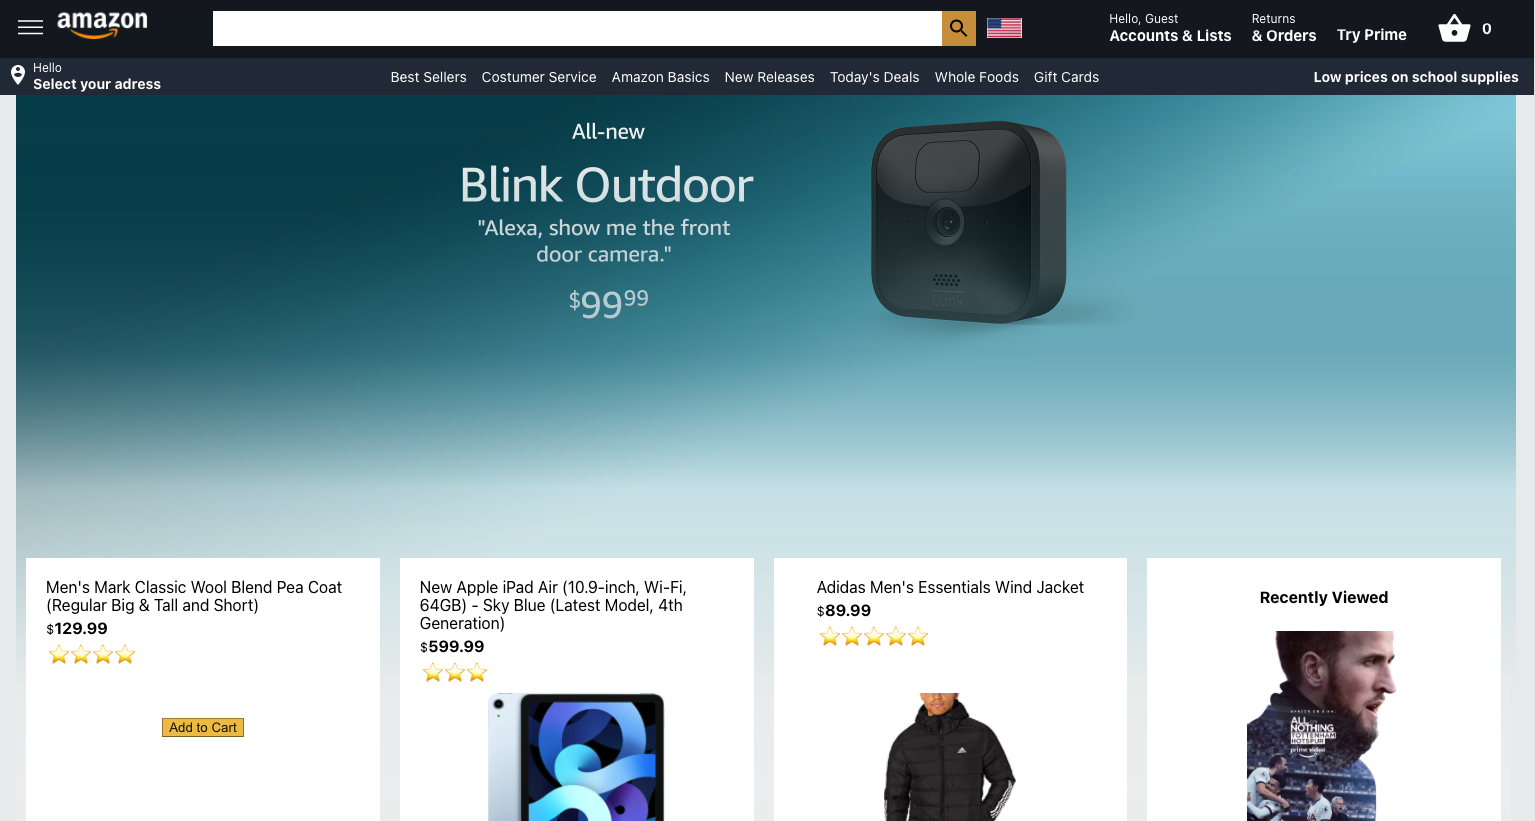 amazon
Hello, Guest
Accounts & Lists
Returns
& Orders
Try Prime
0
Hello
Select your adress
Best Sellers
Costumer Service
Amazon Basics
New Releases
Today's Deals
Whole Foods
Gift Cards
Low prices on school supplies
All-new
Blink Outdoor
"Alexa, show me the front
door camera."
$99.99
blink
Men's Mark Classic Wool Blend Pea Coat
(Regular Big & Tall and Short)
$129.99
Add to Cart
New Apple iPad Air (10.9-inch, Wi-Fi,
64GB) - Sky Blue (Latest Model, 4th
Generation)
$599.99
Adidas Men's Essentials Wind Jacket
$89.99
Recently Viewed
ALL
NOTHING
TOTTENHAM
HOTSPUR
prime video